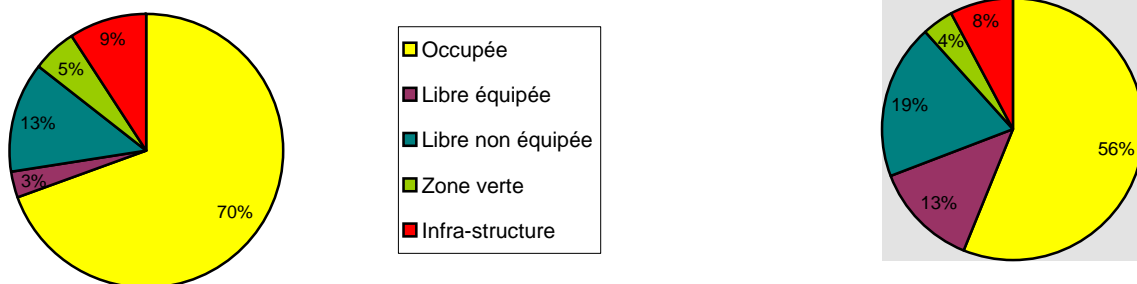 9%
5%
13%
3%
70%
Occupée
Libre équipée
Libre non équipée
Zone verte
Infra-structure
8%
4%
19%
13%
56%